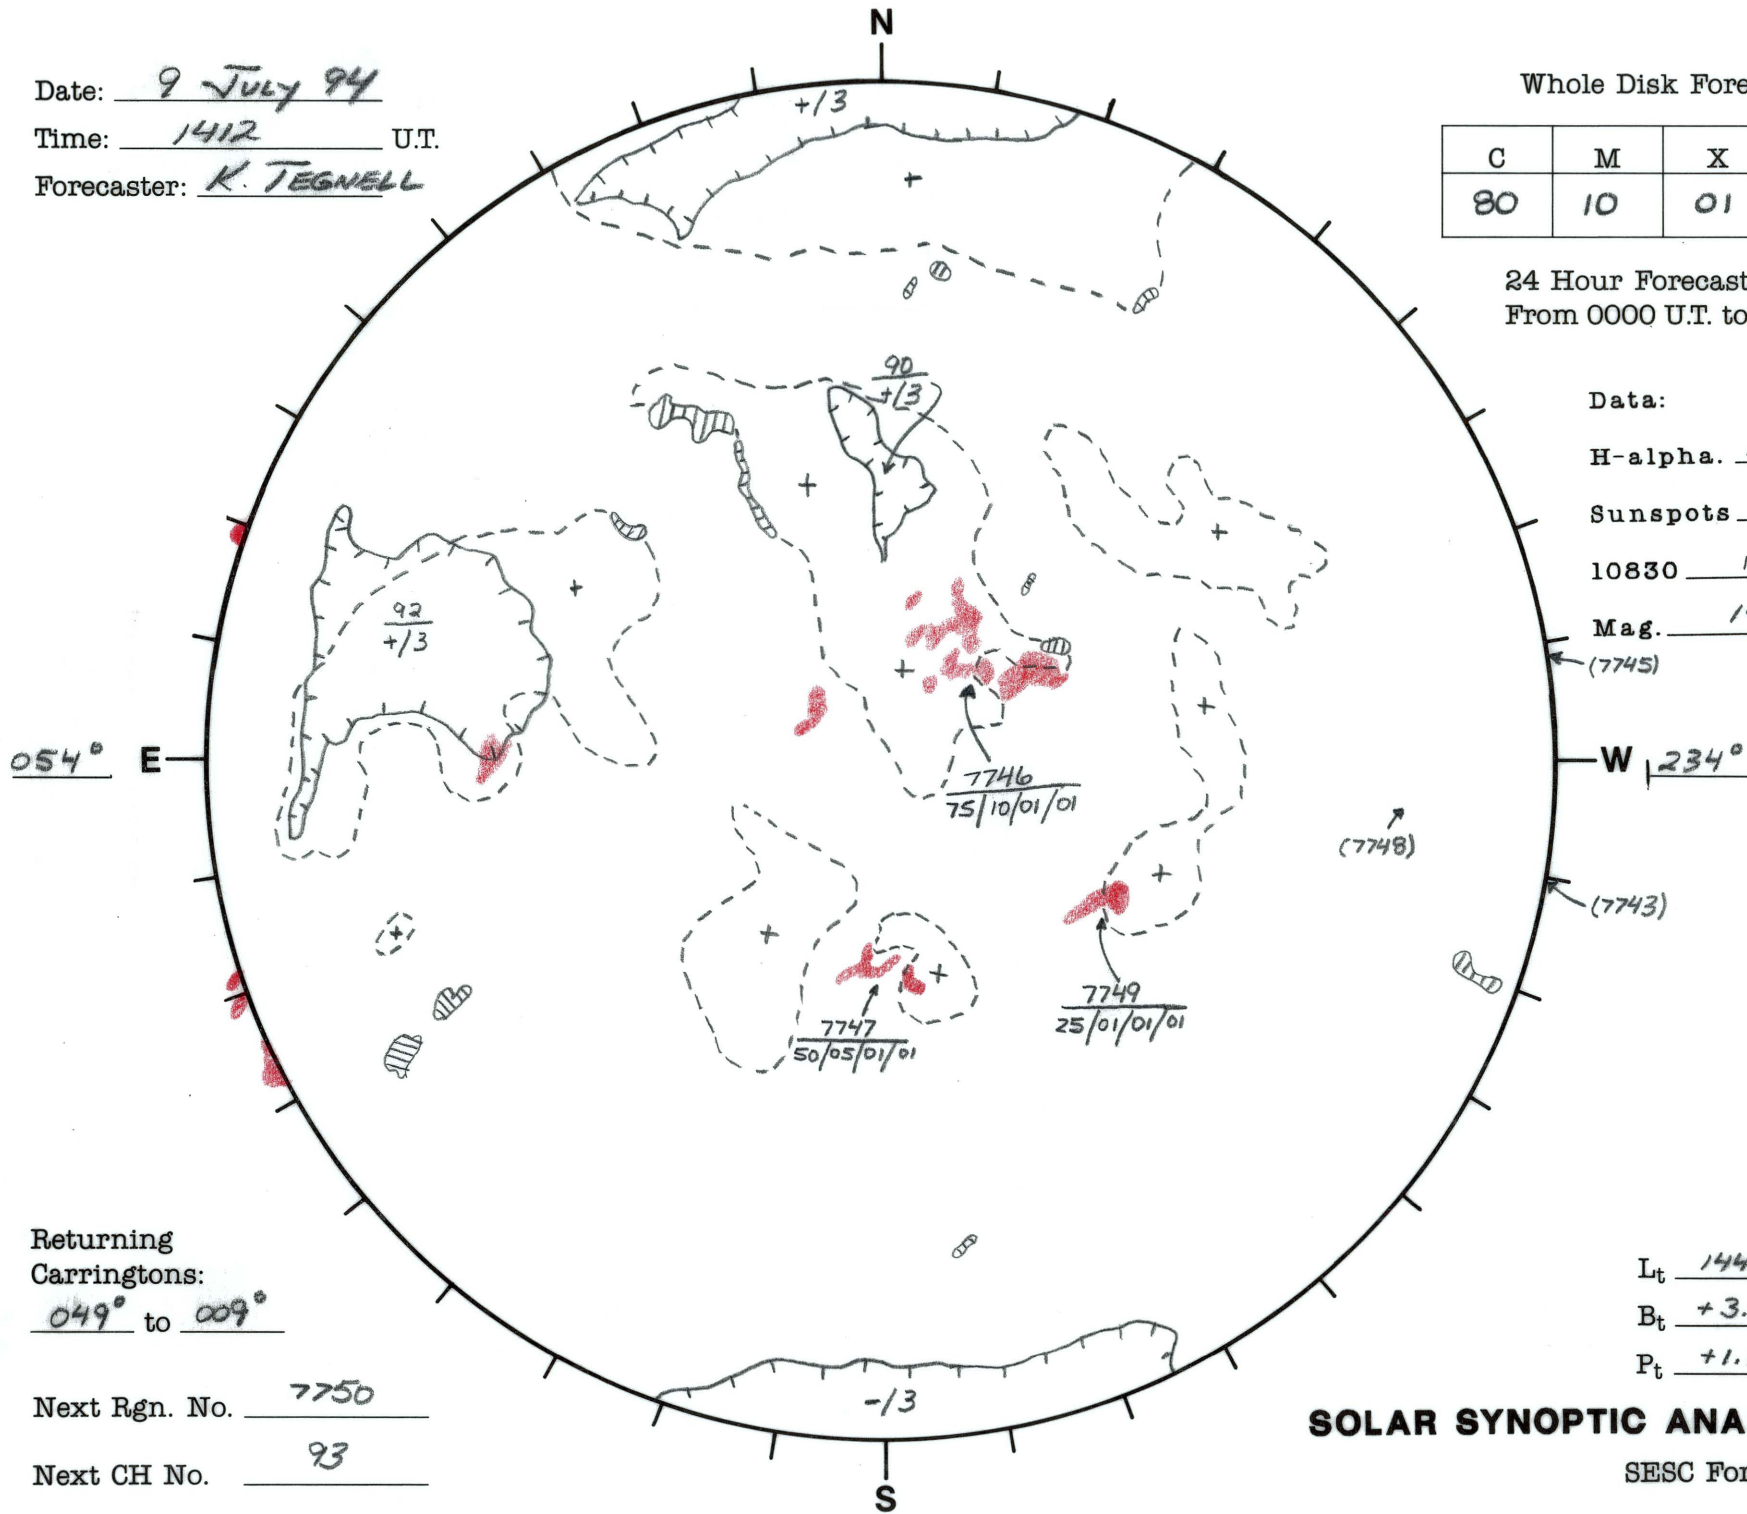 N
Date: 9 JULY 94
Time: 1412 U.T.
Forecaster: K. TEGNELL
Whole Disk Fore
C M X
80 10 01
24 Hour Forecast
From 0000 U.T. to
Data:
H-alpha.
Sunspots
10830
Mag.
+/3
+
90
+/3
+
+
+
92
+/3
+
+
(7745)
054° E
W 234°
7746
75/10/01/01
(7748)
(7743)
+
+
+
+
7749
25/01/01/01
7747
50/05/01/01
Returning
Carringtons:
049° to 009°
Next Rgn. No. 7750
Next CH No. 93
Lt 144
Bt +3.
Pt +1.
-/3
S
SOLAR SYNOPTIC ANA
SESC For